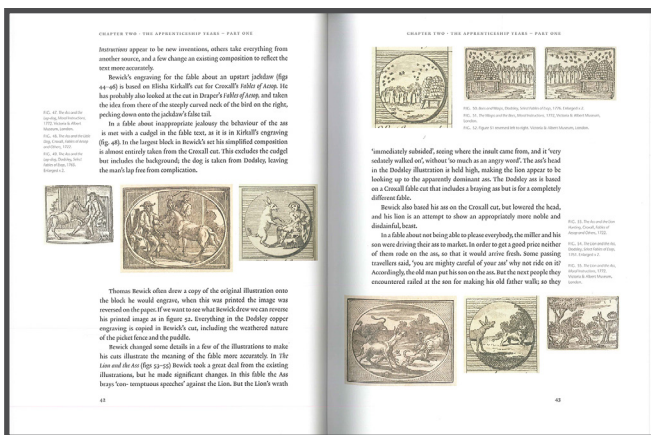 CHAPTER TWO · THE APPRENTICESHIP YEARS – PART ONE
Instructions appear to be new inventions, others take everything from
another source, and a few change an existing composition to reflect the
text more accurately.
Bewick's engraving for the fable about an upstart jackdaw (figs
44–46) is based on Elisha Kirkall's cut for Croxall's Fables of Aesop. He
has probably also looked at the cut in Draper's Fables of Aesop, and taken
the idea from there of the steeply curved neck of the bird on the right,
pecking down onto the jackdaw's false tail.
In a fable about inappropriate jealousy the behaviour of the ass
is met with a cudgel in the fable text, as it is in Kirkall's engraving
(fig. 48). In the largest block in Bewick's set his simplified composition
is almost entirely taken from the Croxall cut. This excludes the cudgel
but includes the background; the dog is taken from Dodsley, leaving
the man's lap free from complication.
Thomas Bewick often drew a copy of the original illustration onto
the block he would engrave, when this was printed the image was
reversed on the paper. If we want to see what Bewick drew we can reverse
his printed image as in figure 52. Everything in the Dodsley copper
engraving is copied in Bewick's cut, including the weathered nature
of the picket fence and the puddle.
Bewick changed some details in a few of the illustrations to make
his cuts illustrate the meaning of the fable more accurately. In The
Lion and the Ass (figs 53–55) Bewick took a great deal from the existing
illustrations, but he made significant changes. In this fable the Ass
brays 'con- temptuous speeches' against the Lion. But the Lion's wrath
42
CHAPTER TWO · THE APPRENTICESHIP YEARS – PART ONE
'immediately subsided', seeing where the insult came from, and it 'very
sedately walked on', without 'so much as an angry word'. The ass's head
in the Dodsley illustration is held high, making the lion appear to be
looking up to the apparently dominant ass. The Dodsley ass is based
on a Croxall fable cut that includes a braying ass but is for a completely
different fable.
Bewick also based his ass on the Croxall cut, but lowered the head,
and his lion is an attempt to show an appropriately more noble and
disdainful, beast.
In a fable about not being able to please everybody, the miller and his
son were driving their ass to market. In order to get a good price neither
of them rode on the ass, so that it would arrive fresh. Some passing
travellers said, 'you are mighty careful of your ass' why not ride on it?
Accordingly, the old man put his son on the ass. But the next people they
encountered railed at the son for making his old father walk; so they
43